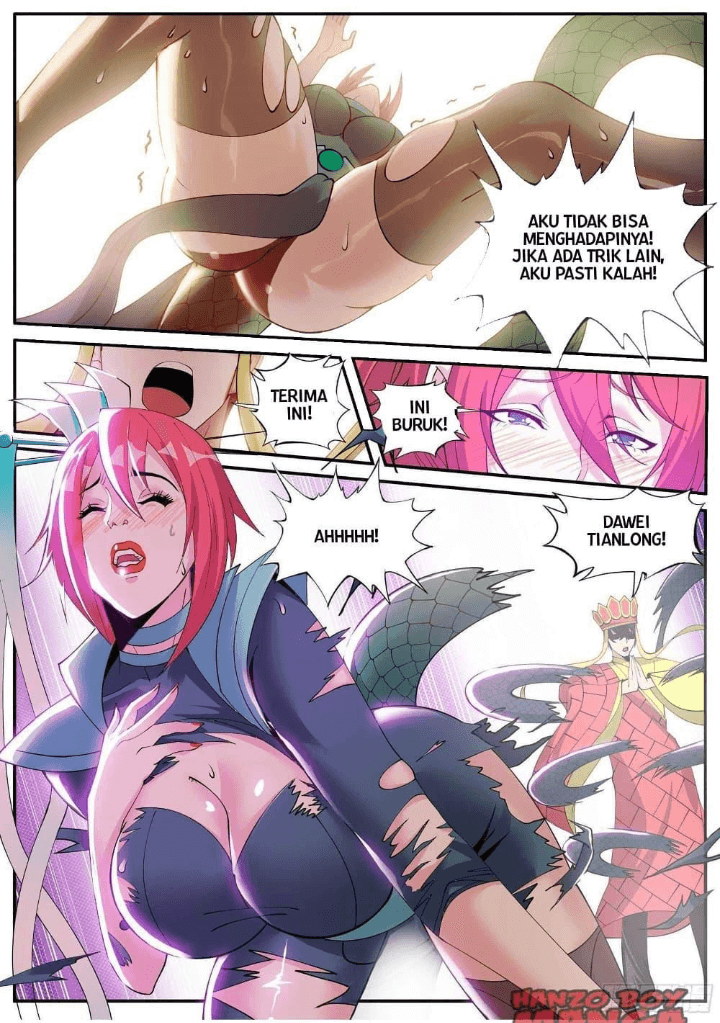 AKU TIDAK BISA
MENGHADAPINYA!
JIKA ADA TRIK LAIN,
AKU PASTI KALAH!
TERIMA
INI!
INI
BURUK!
AHHHHH!
DAWEI
TIANLONG!
HANZO BOY
MANGA